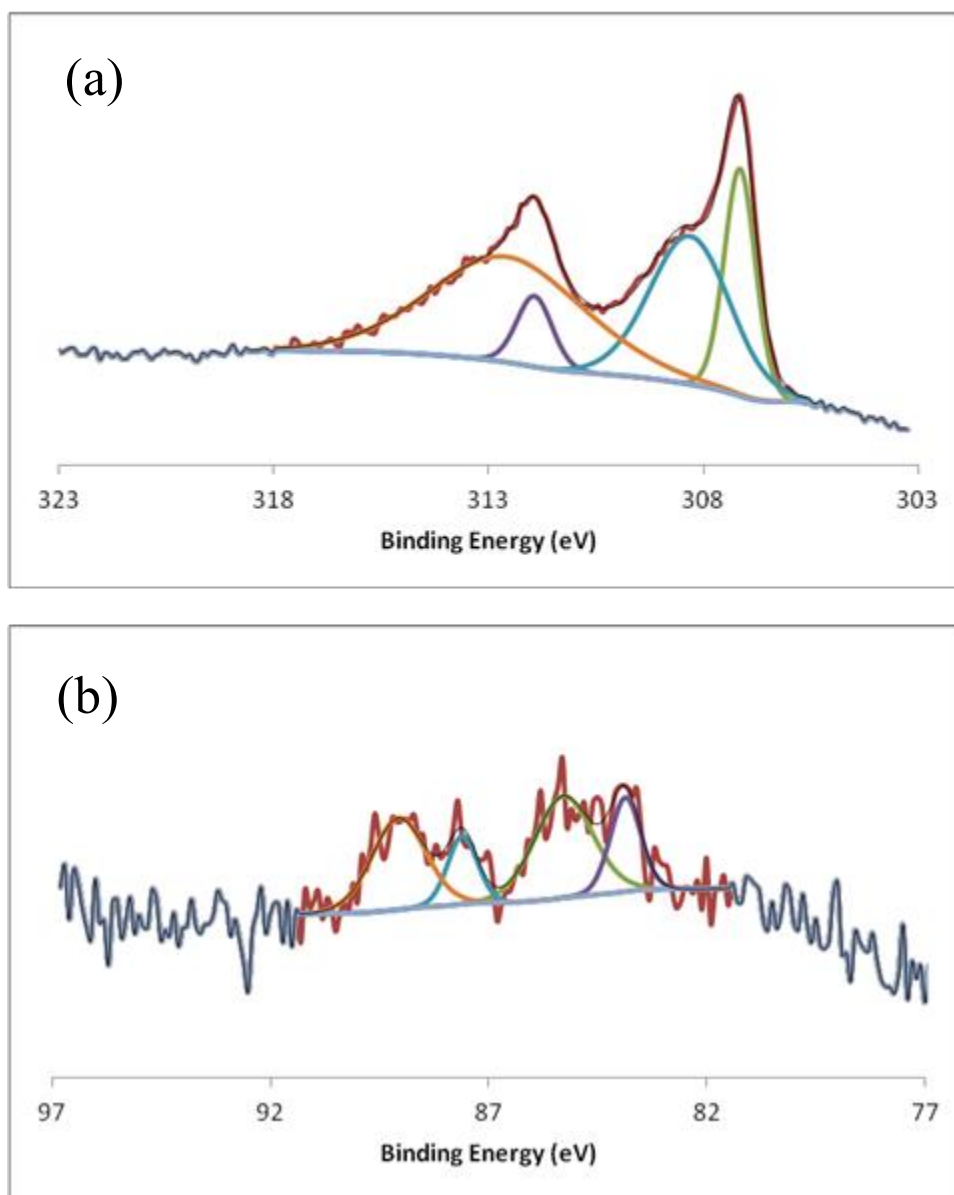 (a)
323 318 313 308 303
Binding Energy (eV)
(b)
97 92 87 82 77
Binding Energy (eV)